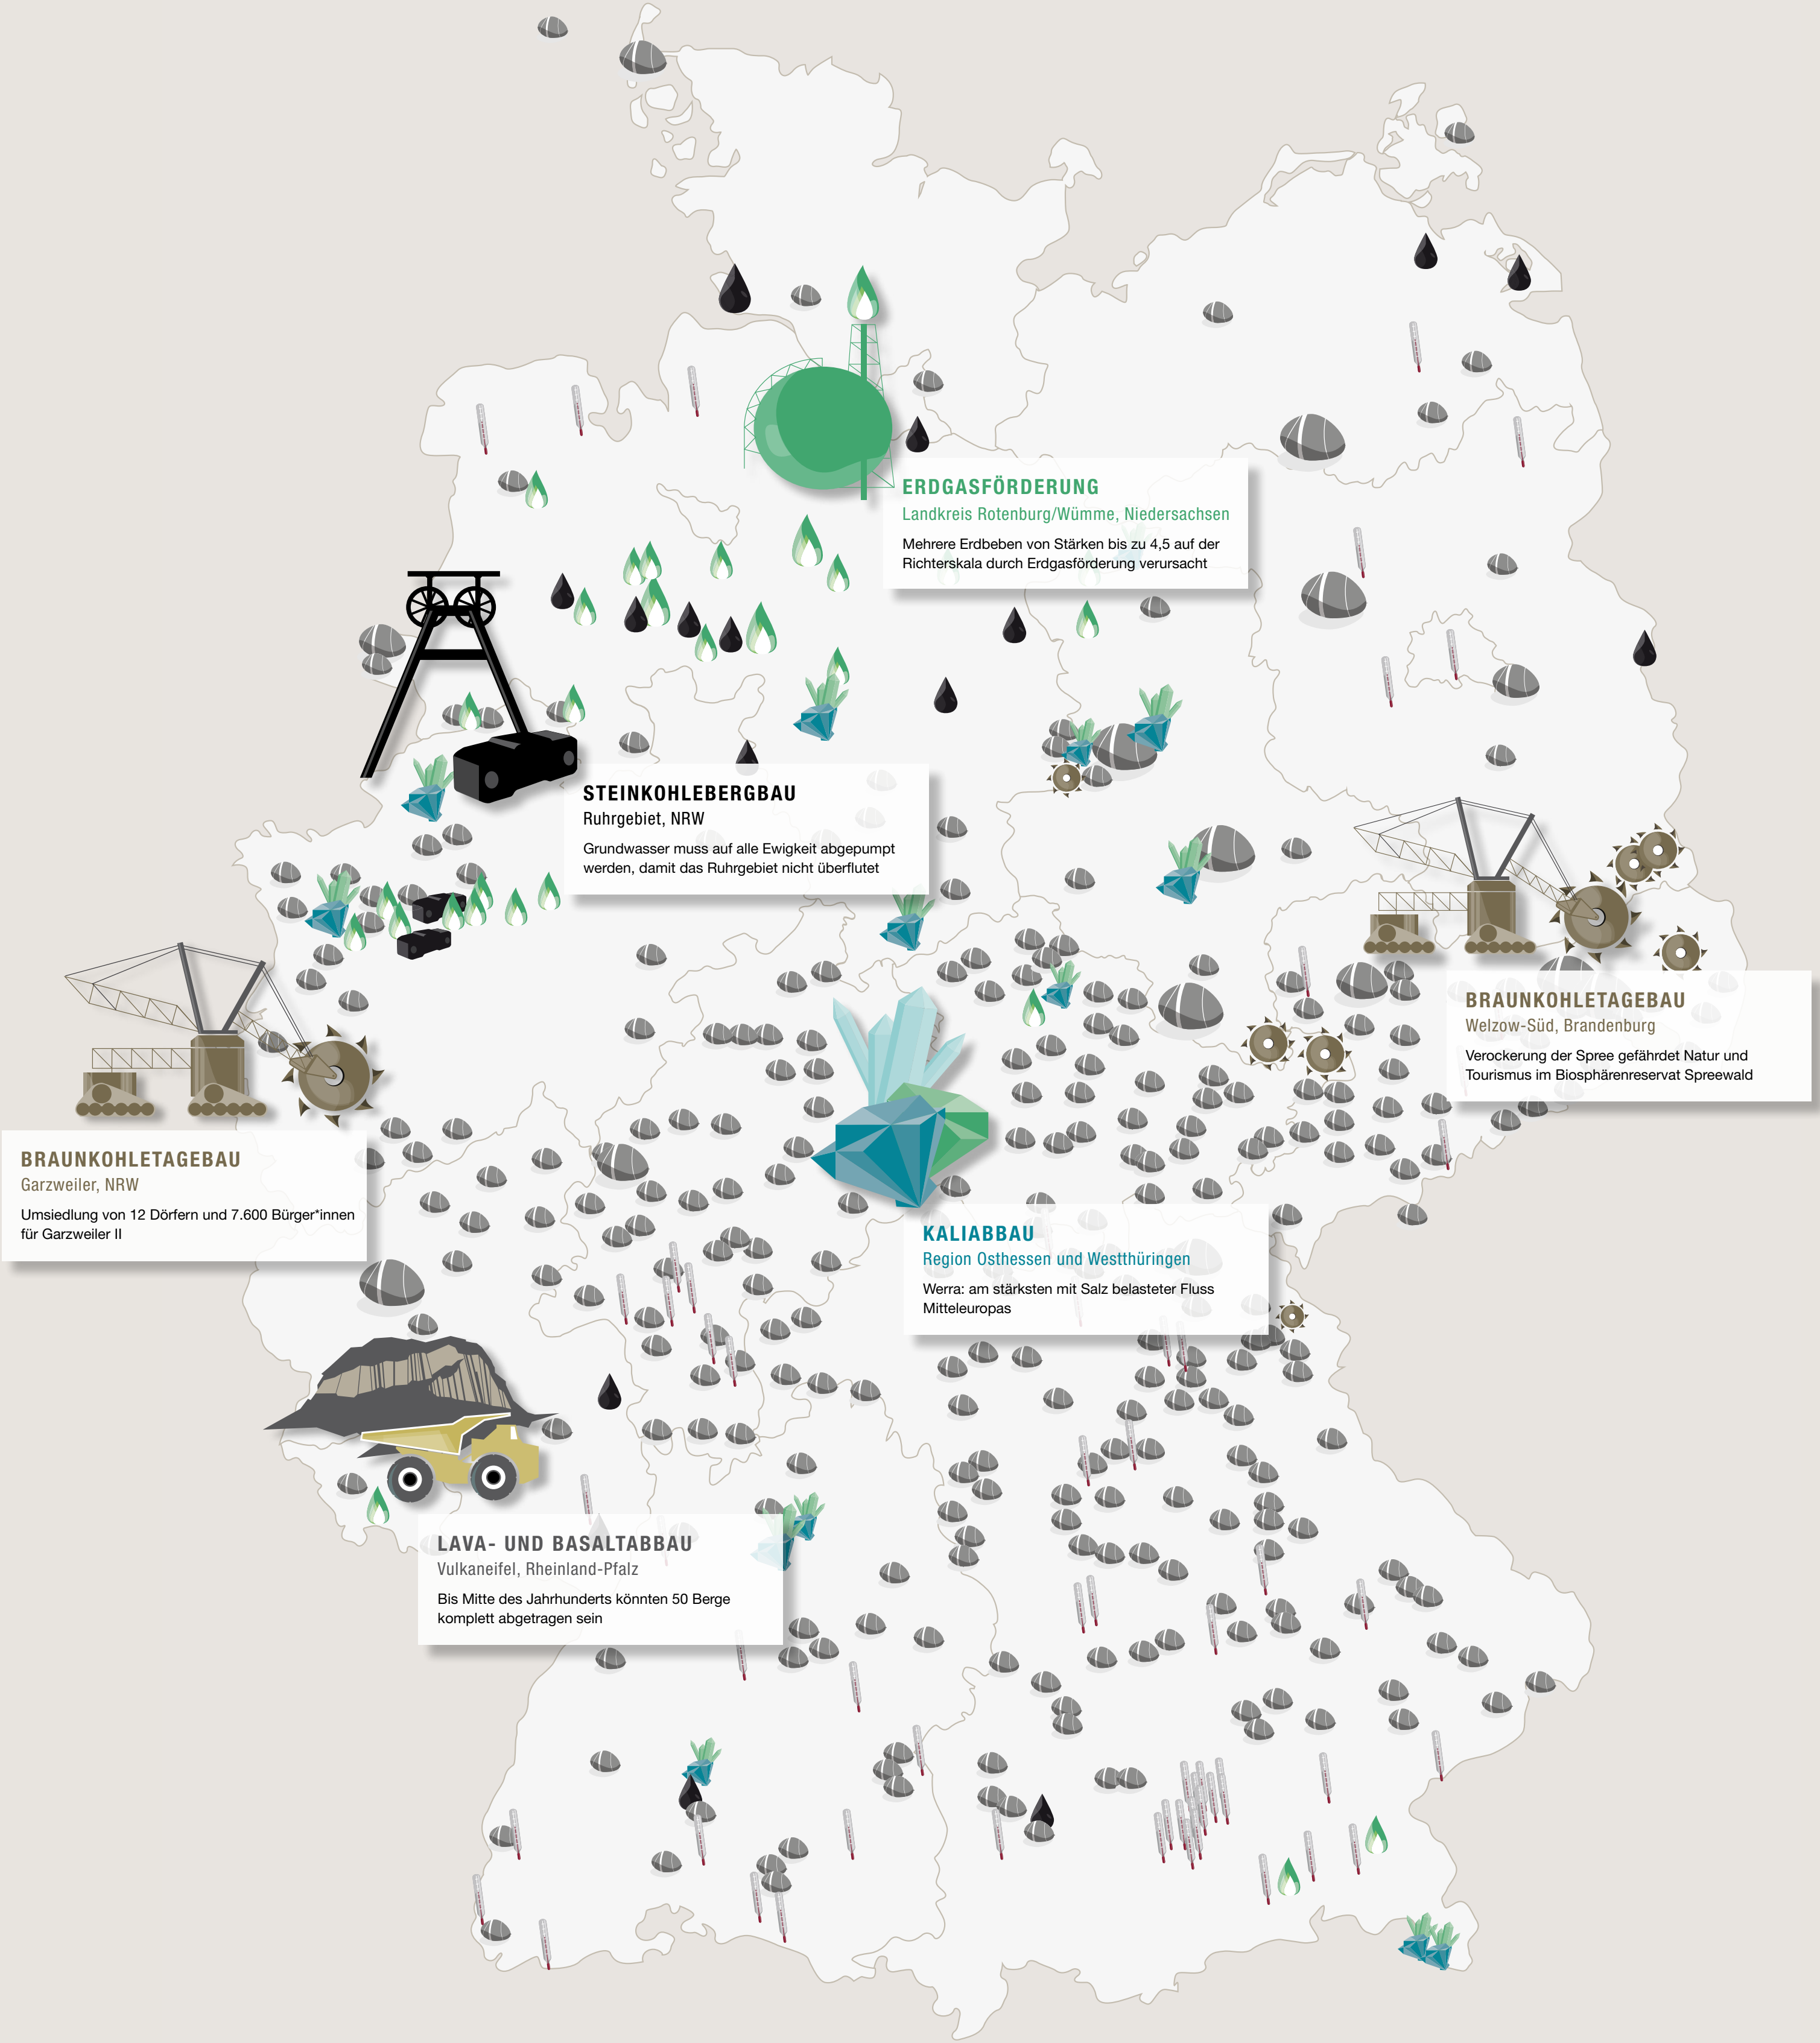 ERDGASFÖRDERUNG
Landkreis Rotenburg/Wümme, Niedersachsen
Mehrere Erdbeben von Stärken bis zu 4,5 auf der
Richterskala durch Erdgasförderung verursacht
STEINKOHLEBERGBAU
Ruhrgebiet, NRW
Grundwasser muss auf alle Ewigkeit abgepumpt
werden, damit das Ruhrgebiet nicht überflutet
BRAUNKOHLETAGEBAU
Welzow-Süd, Brandenburg
Verockerung der Spree gefährdet Natur und
Tourismus im Biosphärenreservat Spreewald
BRAUNKOHLETAGEBAU
Garzweiler, NRW
Umsiedlung von 12 Dörfern und 7.600 Bürger*innen
für Garzweiler II
KALIABBAU
Region Osthessen und Westthüringen
Werra: am stärksten mit Salz belasteter Fluss
Mitteleuropas
LAVA- UND BASALTABBAU
Vulkaneifel, Rheinland-Pfalz
Bis Mitte des Jahrhunderts könnten 50 Berge
komplett abgetragen sein